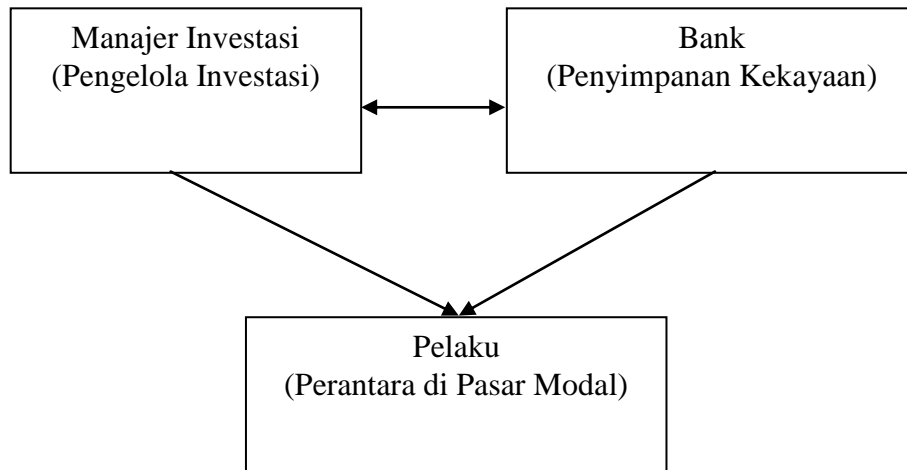 Manajer Investasi
(Pengelola Investasi)
Bank
(Penyimpanan Kekayaan)
Pelaku
(Perantara di Pasar Modal)